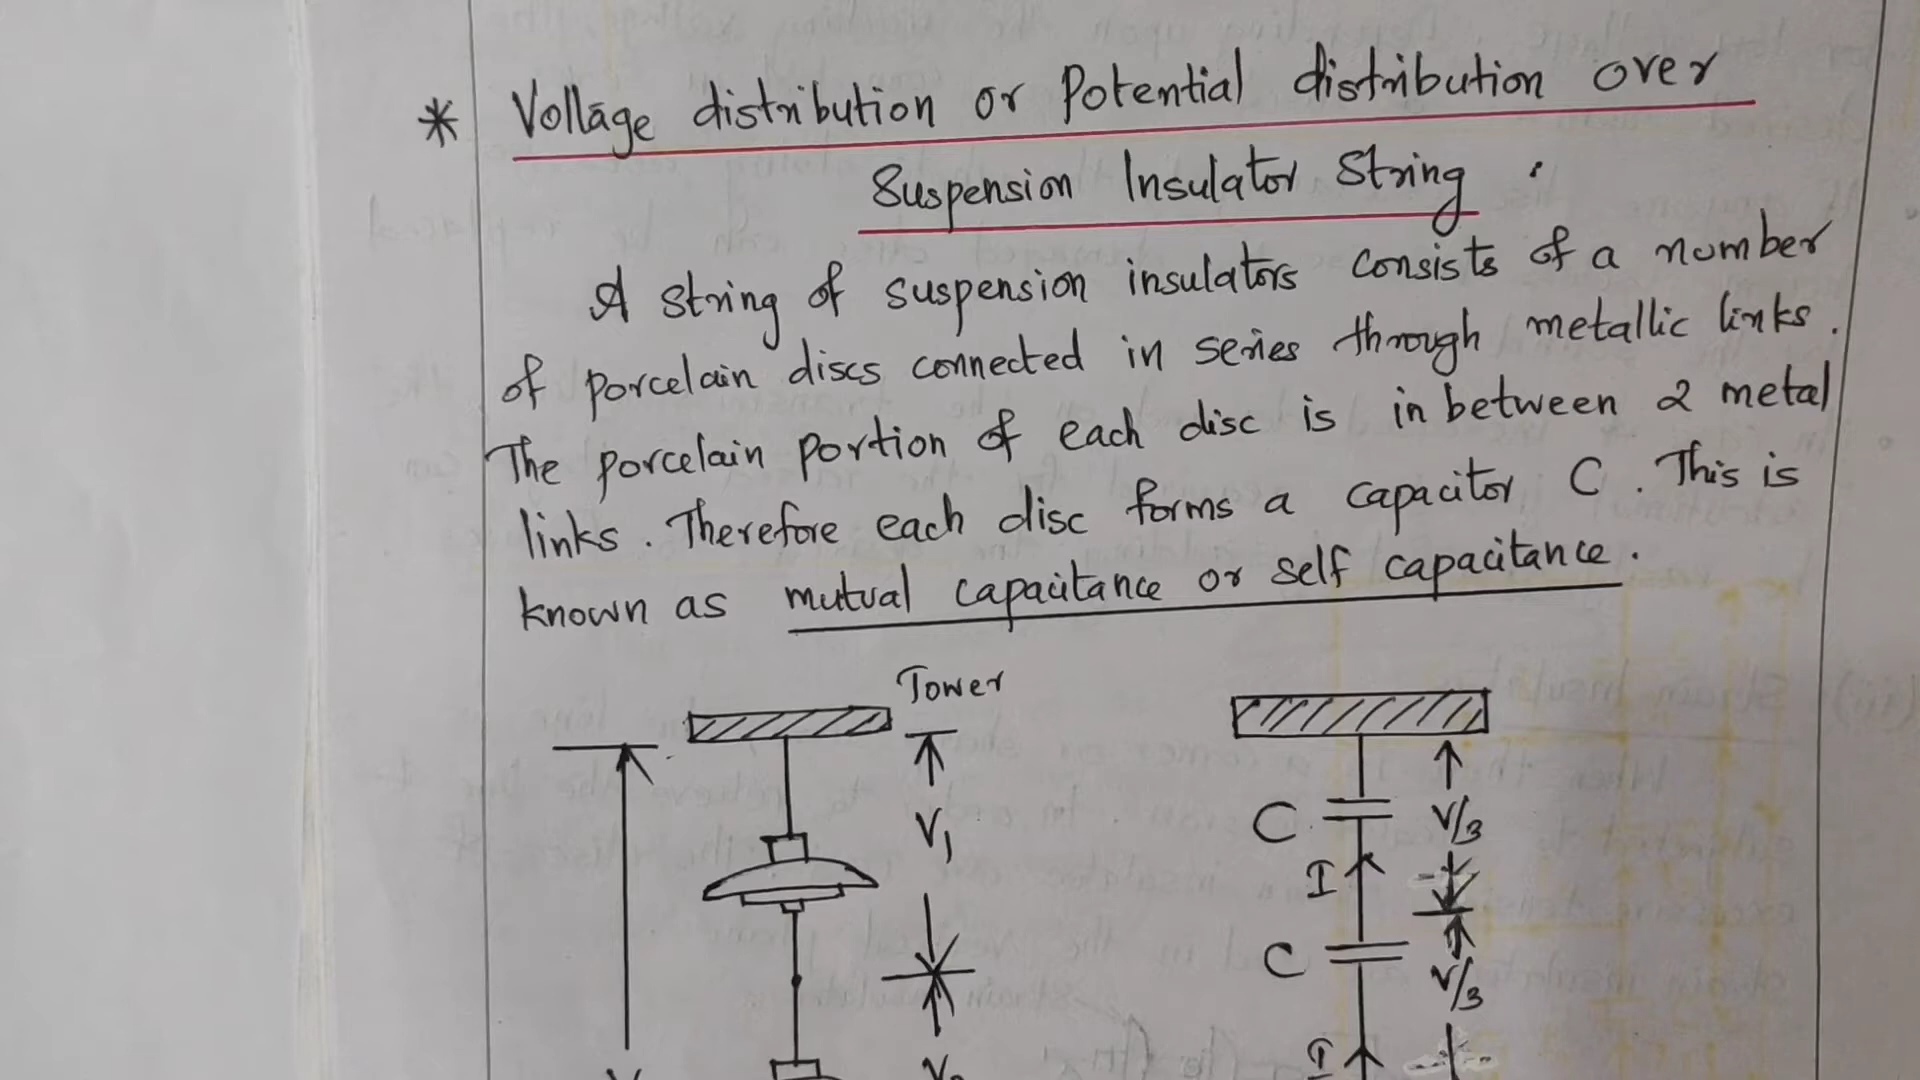 * Voltage distribution or Potential distribution over
Suspension Insulator String :
A string of suspension insulators consists of a number
of porcelain discs connected in series through metallic links.
The porcelain portion of each disc is in between 2 metal
links. Therefore each disc forms a capacitor C. This is
known as mutual capacitance or self capacitance.
Tower
V₁
C
V/3
I
C
V/3
I